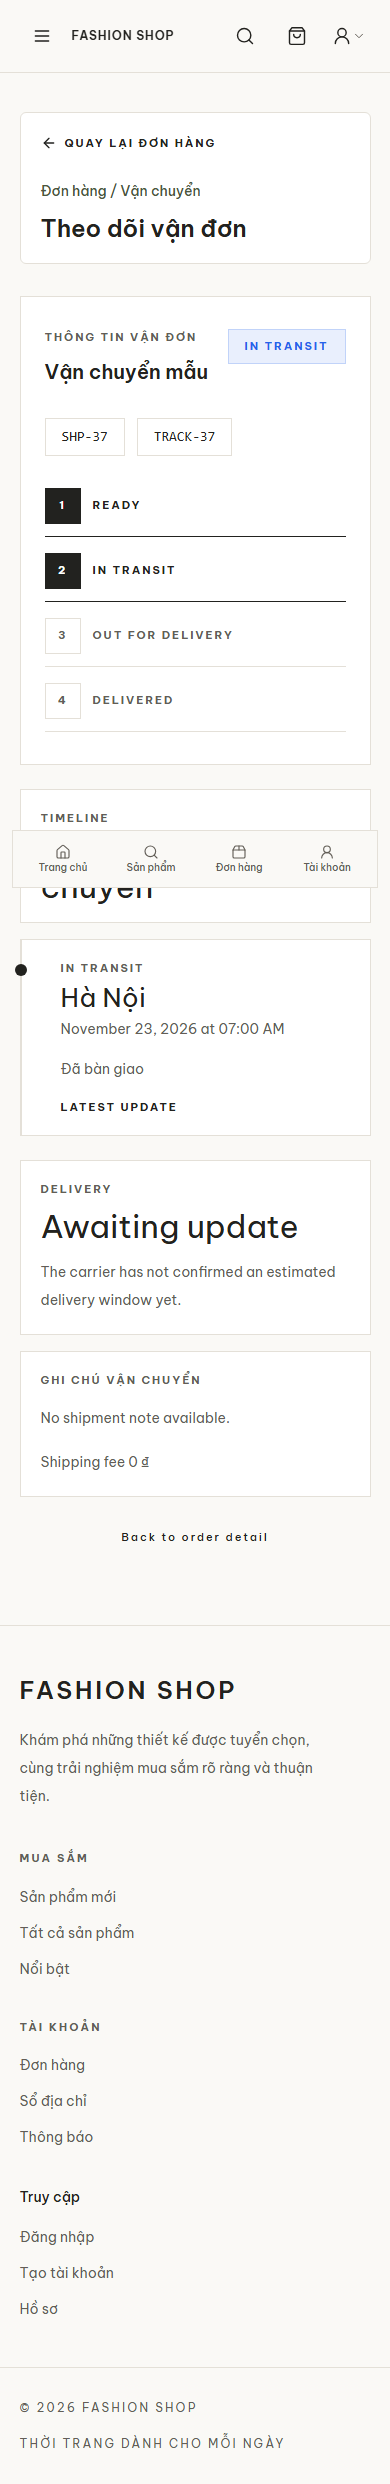 FASHION SHOP
QUAY LẠI ĐƠN HÀNG
Đơn hàng / Vận chuyển
Theo dõi vận đơn
THÔNG TIN VẬN ĐƠN
IN TRANSIT
Vận chuyển mẫu
SHP-37
TRACK-37
1 READY
2 IN TRANSIT
3 OUT FOR DELIVERY
4 DELIVERED
TIMELINE
chuyển
Trang chủ
Sản phẩm
Đơn hàng
Tài khoản
IN TRANSIT
Hà Nội
November 23, 2026 at 07:00 AM
Đã bàn giao
LATEST UPDATE
DELIVERY
Awaiting update
The carrier has not confirmed an estimated
delivery window yet.
GHI CHÚ VẬN CHUYỂN
No shipment note available.
Shipping fee 0 ₫
Back to order detail
FASHION SHOP
Khám phá những thiết kế được tuyển chọn,
cùng trải nghiệm mua sắm rõ ràng và thuận
tiện.
MUA SẮM
Sản phẩm mới
Tất cả sản phẩm
Nổi bật
TÀI KHOẢN
Đơn hàng
Sổ địa chỉ
Thông báo
Truy cập
Đăng nhập
Tạo tài khoản
Hồ sơ
© 2026 FASHION SHOP
THỜI TRANG DÀNH CHO MỖI NGÀY